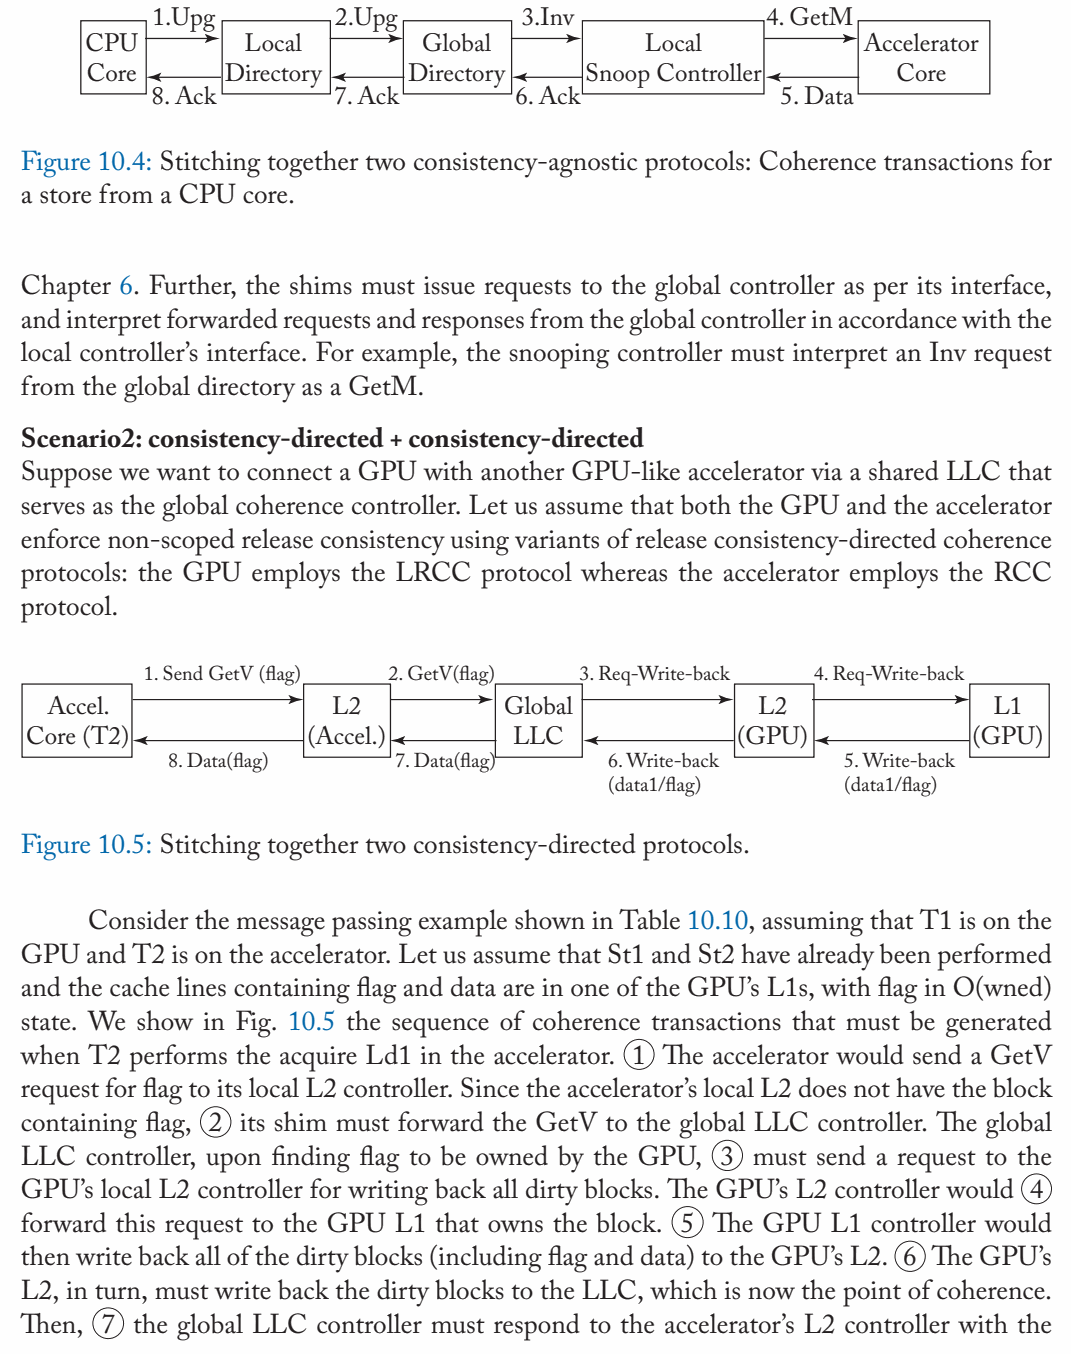 1.Upg 2.Upg 3.Inv 4. GetM
CPU Local Global Local Accelerator
Core Directory Directory Snoop Controller Core
8. Ack 7. Ack 6. Ack 5. Data
Figure 10.4: Stitching together two consistency-agnostic protocols: Coherence transactions for
a store from a CPU core.
Chapter 6. Further, the shims must issue requests to the global controller as per its interface,
and interpret forwarded requests and responses from the global controller in accordance with the
local controller's interface. For example, the snooping controller must interpret an Inv request
from the global directory as a GetM.
Scenario2: consistency-directed + consistency-directed
Suppose we want to connect a GPU with another GPU-like accelerator via a shared LLC that
serves as the global coherence controller. Let us assume that both the GPU and the accelerator
enforce non-scoped release consistency using variants of release consistency-directed coherence
protocols: the GPU employs the LRCC protocol whereas the accelerator employs the RCC
protocol.
1. Send GetV (flag) 2. GetV(flag) 3. Req-Write-back 4. Req-Write-back
Accel. L2 Global L2 L1
Core (T2) (Accel.) LLC (GPU) (GPU)
8. Data(flag) 7. Data(flag) 6. Write-back 5. Write-back
(data1/flag) (data1/flag)
Figure 10.5: Stitching together two consistency-directed protocols.
Consider the message passing example shown in Table 10.10, assuming that T1 is on the
GPU and T2 is on the accelerator. Let us assume that St1 and St2 have already been performed
and the cache lines containing flag and data are in one of the GPU's L1s, with flag in O(wned)
state. We show in Fig. 10.5 the sequence of coherence transactions that must be generated
when T2 performs the acquire Ld1 in the accelerator. ① The accelerator would send a GetV
request for flag to its local L2 controller. Since the accelerator's local L2 does not have the block
containing flag, ② its shim must forward the GetV to the global LLC controller. The global
LLC controller, upon finding flag to be owned by the GPU, ③ must send a request to the
GPU's local L2 controller for writing back all dirty blocks. The GPU's L2 controller would ④
forward this request to the GPU L1 that owns the block. ⑤ The GPU L1 controller would
then write back all of the dirty blocks (including flag and data) to the GPU's L2. ⑥ The GPU's
L2, in turn, must write back the dirty blocks to the LLC, which is now the point of coherence.
Then, ⑦ the global LLC controller must respond to the accelerator's L2 controller with the